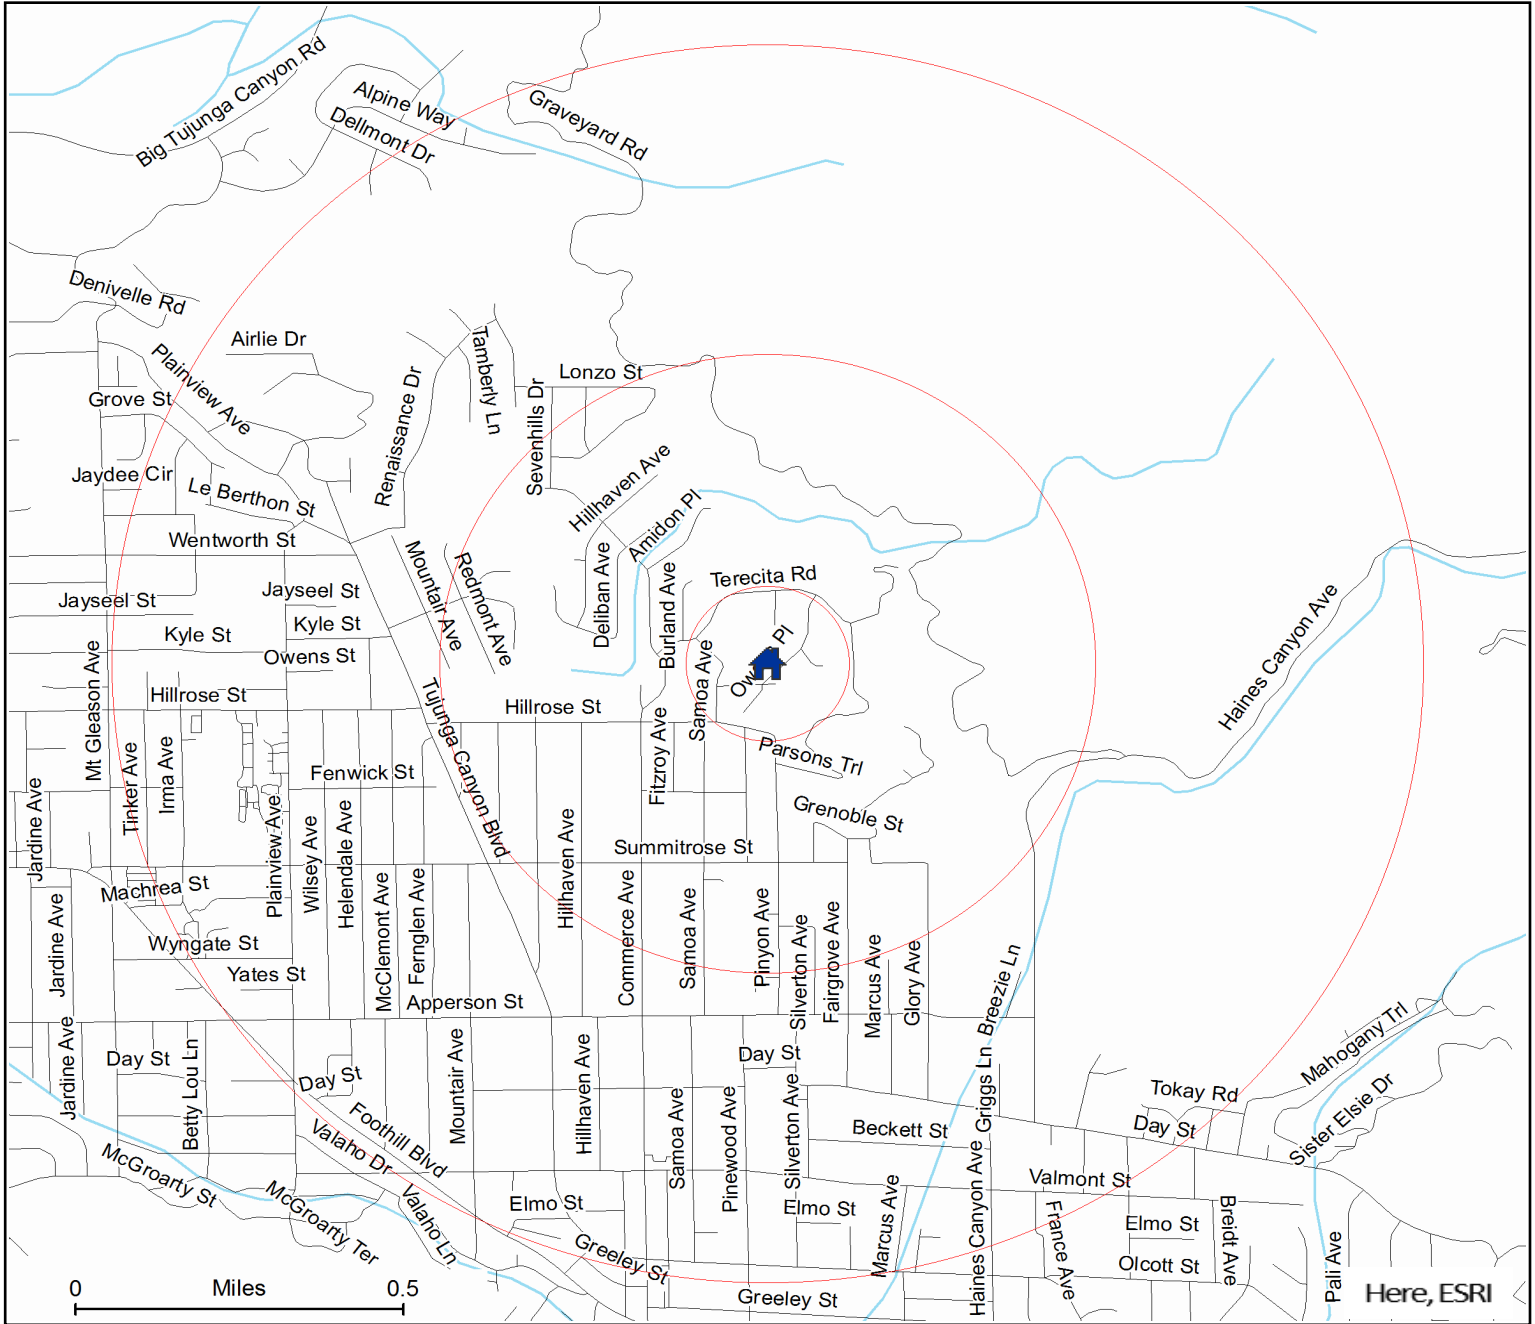 Big Tujunga Canyon Rd
Alpine Way
Dellmont Dr
Graveyard Rd
Denivelle Rd
Airlie Dr
Plainview Ave
Grove St
Renaissance Dr
Tamberly Ln
Lonzo St
Sevenhills Dr
Jaydee Cir
Le Berthon St
Hillhaven Ave
Amidon Pl
Wentworth St
Mountain Ave
Redmont Ave
Deliban Ave
Burland Ave
Terecita Rd
Jayseel St
Jayseel St
Kyle St
Kyle St
Owens St
Pl
Samoa Ave
Haines Canyon Ave
Mt Gleason Ave
Hillrose St
Hillrose St
Tujunga Canyon Blvd
Fitzroy Ave
Parsons Trl
Tinker Ave
Irma Ave
Fenwick St
Jardine Ave
Plainview Ave
Wilsey Ave
Helendale Ave
Hillhaven Ave
Grenoble St
Summitrose St
Machrea St
McClemont Ave
Fernglen Ave
Commerce Ave
Samoa Ave
Pinyon Ave
Silverton Ave
Fairgrove Ave
Marcus Ave
Glory Ave
Jardine Ave
Wyngate St
Yates St
Apperson St
Breezie Ln
Jardine Ave
Day St
Betty Lou Ln
Day St
Mountain Ave
Hillhaven Ave
Day St
Griggs Ln
Mahogany Trl
Tokay Rd
Foothill Blvd
Valaho Dr
Samoa Ave
Pinewood Ave
Silverton Ave
Beckett St
Day St
Sister Elsie Dr
McGroarty St
McGroarty Ter
Valaho Ln
Elmo St
Elmo St
Marcus Ave
Haines Canyon Ave
Valmont St
France Ave
Elmo St
Breidt Ave
Greeley St
Olcott St
Pali Ave
Greeley St
0 Miles 0.5
Here, ESRI